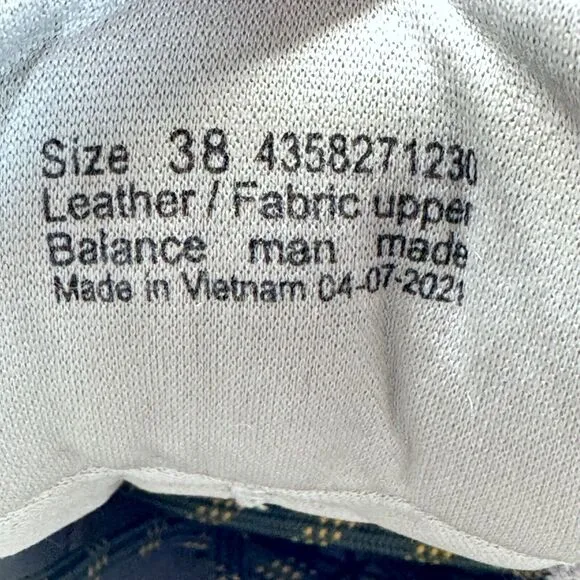 Size 38 4358271230
Leather / Fabric upper
Balance man made
Made in Vietnam 04-07-2021